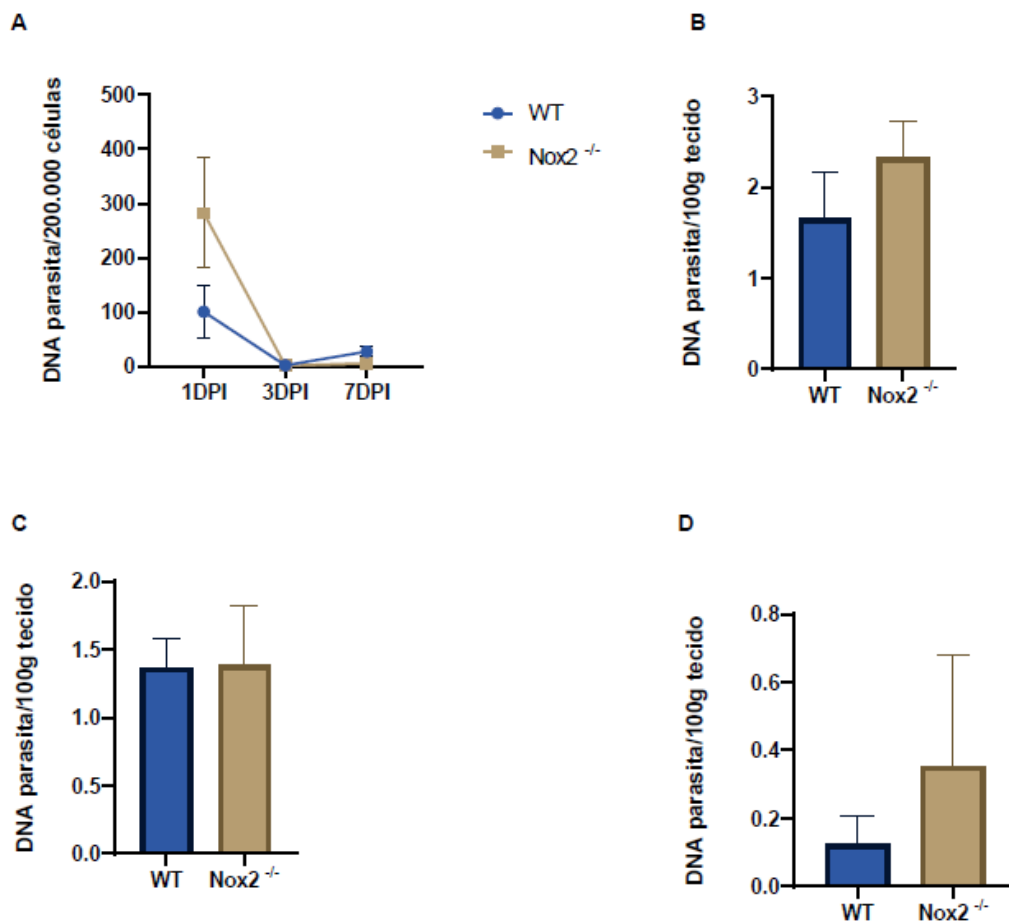 A
DNA parasita/200.000 células
500
400
300
200
100
0
1DPI 3DPI 7DPI
WT
Nox2 -/-
B
DNA parasita/100g tecido
3
2
1
0
WT Nox2 -/-
C
DNA parasita/100g tecido
2.0
1.5
1.0
0.5
0.0
WT Nox2 -/-
D
DNA parasita/100g tecido
0.8
0.6
0.4
0.2
0.0
WT Nox2 -/-